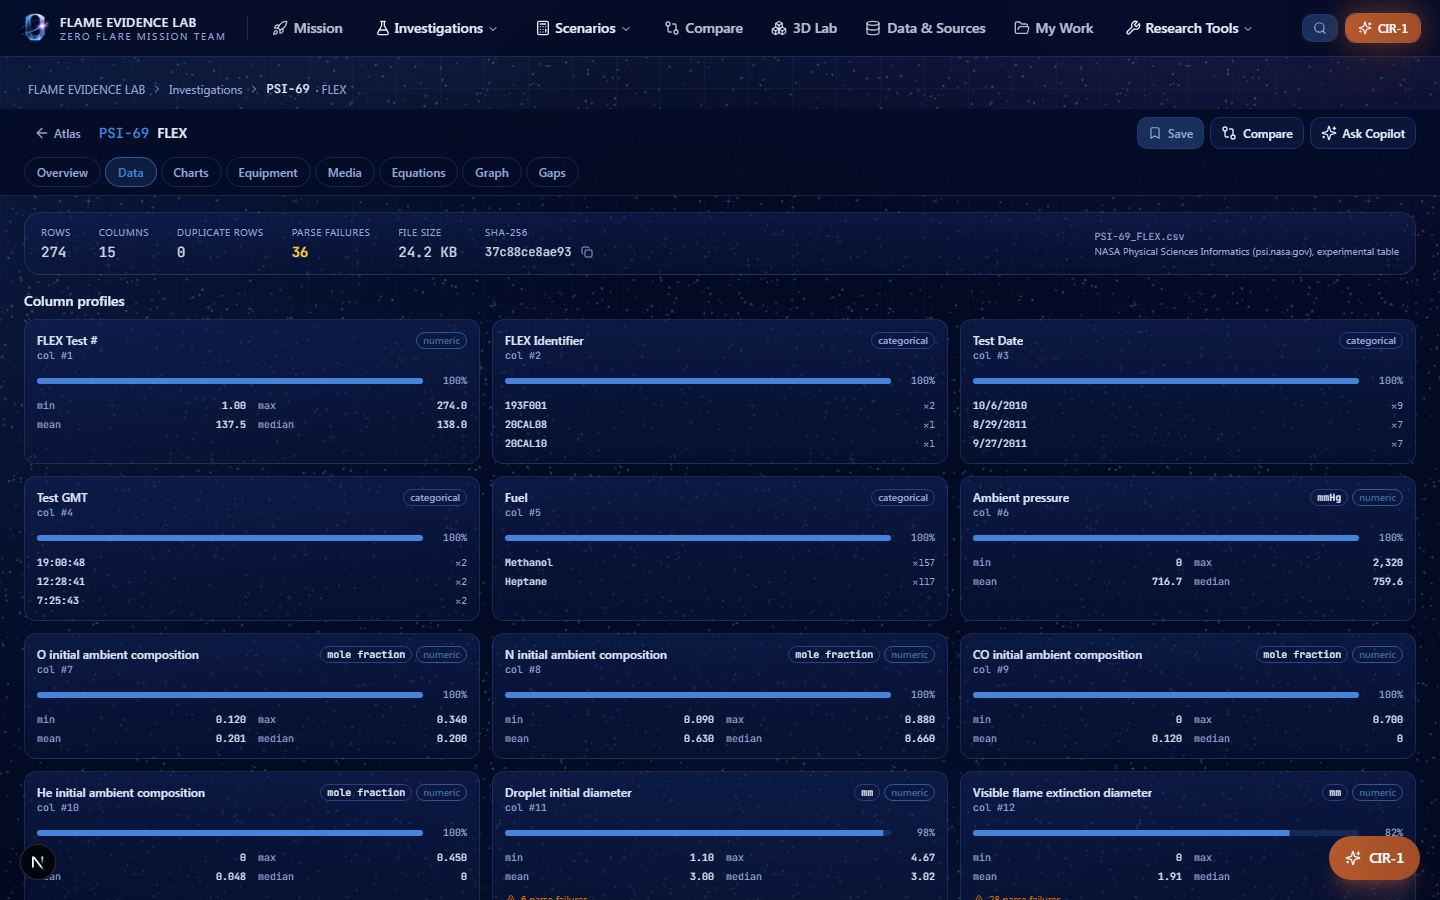 FLAME EVIDENCE LAB
ZERO FLARE MISSION TEAM
Mission
Investigations
Scenarios
Compare
3D Lab
Data & Sources
My Work
Research Tools
CIR-1
FLAME EVIDENCE LAB > Investigations > PSI-69 · FLEX
← Atlas PSI-69 FLEX
Save
Compare
Ask Copilot
Overview
Data
Charts
Equipment
Media
Equations
Graph
Gaps
ROWS
274
COLUMNS
15
DUPLICATE ROWS
0
PARSE FAILURES
36
FILE SIZE
24.2 KB
SHA-256
37c88ce8ae93
PSI-69_FLEX.csv
NASA Physical Sciences Informatics (psi.nasa.gov), experimental table
Column profiles
FLEX Test # numeric
col #1
100%
min 1.00 max 274.0
mean 137.5 median 138.0
FLEX Identifier categorical
col #2
100%
193F001 ×2
20CAL08 ×1
20CAL10 ×1
Test Date categorical
col #3
100%
10/6/2010 ×9
8/29/2011 ×7
9/27/2011 ×7
Test GMT categorical
col #4
100%
19:00:48 ×2
12:28:41 ×2
7:25:43 ×2
Fuel categorical
col #5
100%
Methanol ×157
Heptane ×117
Ambient pressure mmHg numeric
col #6
100%
min 0 max 2,320
mean 716.7 median 759.6
O initial ambient composition mole fraction numeric
col #7
100%
min 0.120 max 0.340
mean 0.201 median 0.200
N initial ambient composition mole fraction numeric
col #8
100%
min 0.090 max 0.880
mean 0.630 median 0.660
CO initial ambient composition mole fraction numeric
col #9
100%
min 0 max 0.700
mean 0.120 median 0
He initial ambient composition mole fraction numeric
col #10
100%
0 max 0.450
0.048 median 0
Droplet initial diameter mm numeric
col #11
98%
min 1.10 max 4.67
mean 3.00 median 3.02
6 parse failures
Visible flame extinction diameter mm numeric
col #12
82%
min 0 max
mean 1.91 median
28 parse failures
N
CIR-1